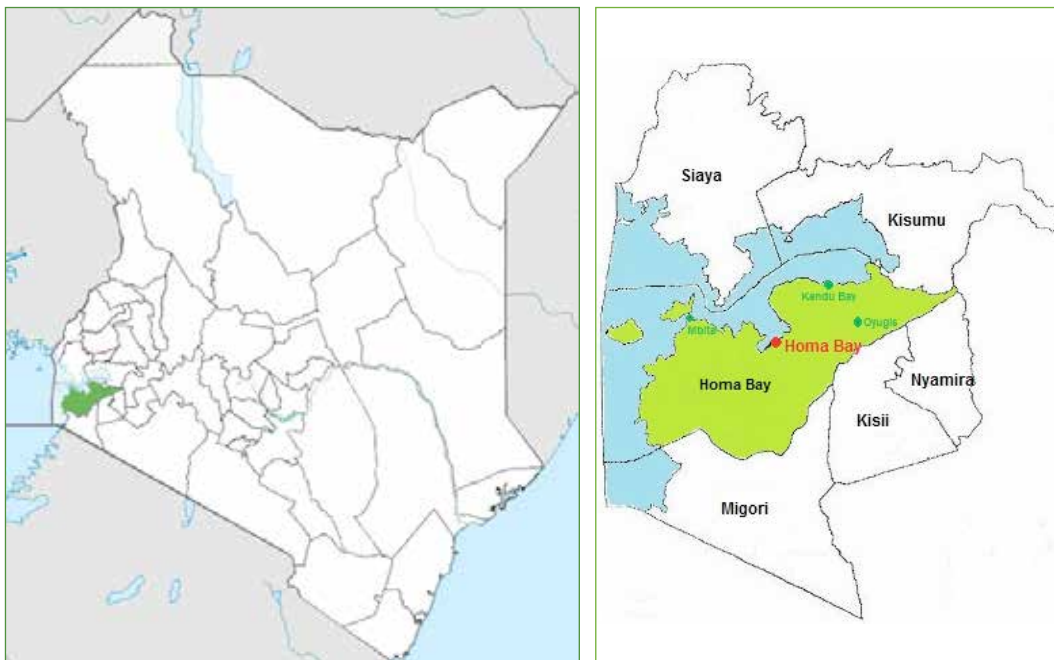 Siaya
Kisumu
Kendu Bay
Mbita
Oyugis
Homa Bay
Homa Bay
Nyamira
Kisii
Migori